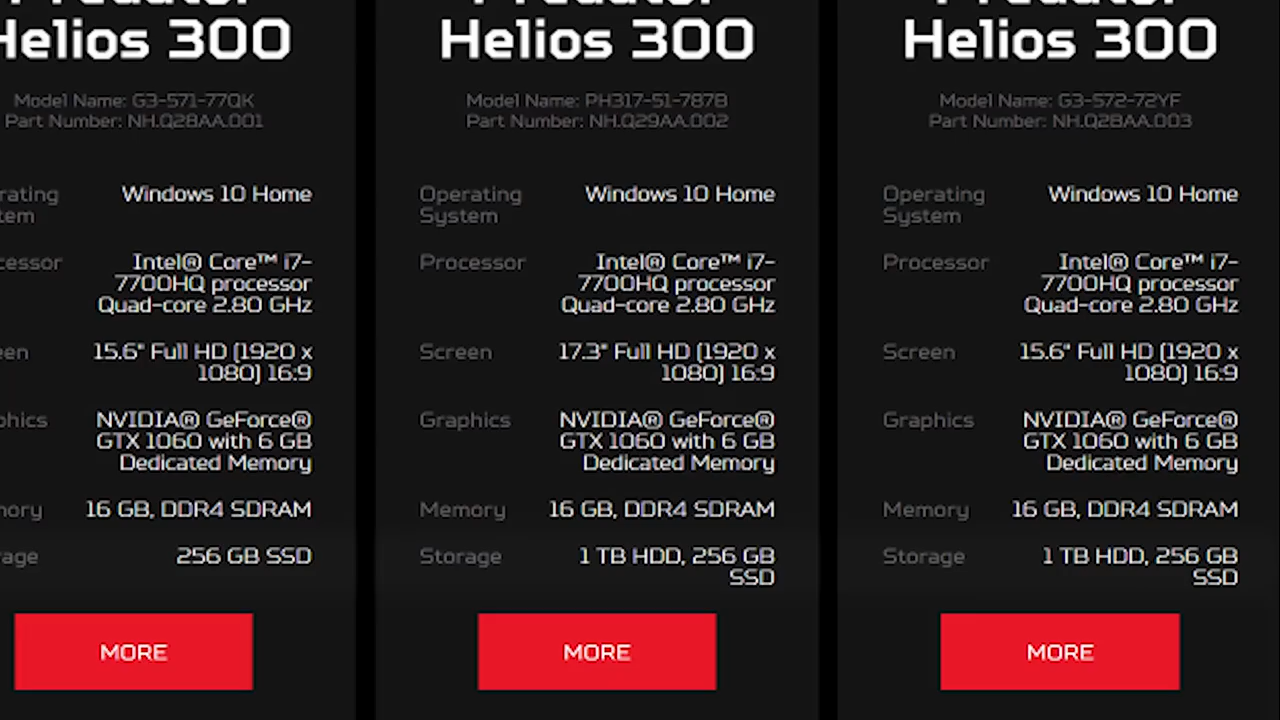 Helios 300
Model Name: G3-571-77QK
Part Number: NH.Q28AA.001
Windows 10 Home
Intel® Core™ i7-
7700HQ processor
Quad-core 2.80 GHz
15.6" Full HD (1920 x
1080) 16:9
NVIDIA® GeForce®
GTX 1060 with 6 GB
Dedicated Memory
16 GB, DDR4 SDRAM
256 GB SSD
MORE
Predator
Helios 300
Model Name: PH317-51-787B
Part Number: NH.Q29AA.002
Operating
System
Windows 10 Home
Processor
Intel® Core™ i7-
7700HQ processor
Quad-core 2.80 GHz
Screen
17.3" Full HD (1920 x
1080) 16:9
Graphics
NVIDIA® GeForce®
GTX 1060 with 6 GB
Dedicated Memory
Memory
16 GB, DDR4 SDRAM
Storage
1 TB HDD, 256 GB
SSD
MORE
Predator
Helios 300
Model Name: G3-572-72YF
Part Number: NH.Q28AA.003
Operating
System
Windows 10 Home
Processor
Intel® Core™ i7-
7700HQ processor
Quad-core 2.80 GHz
Screen
15.6" Full HD (1920 x
1080) 16:9
Graphics
NVIDIA® GeForce®
GTX 1060 with 6 GB
Dedicated Memory
Memory
16 GB, DDR4 SDRAM
Storage
1 TB HDD, 256 GB
SSD
MORE